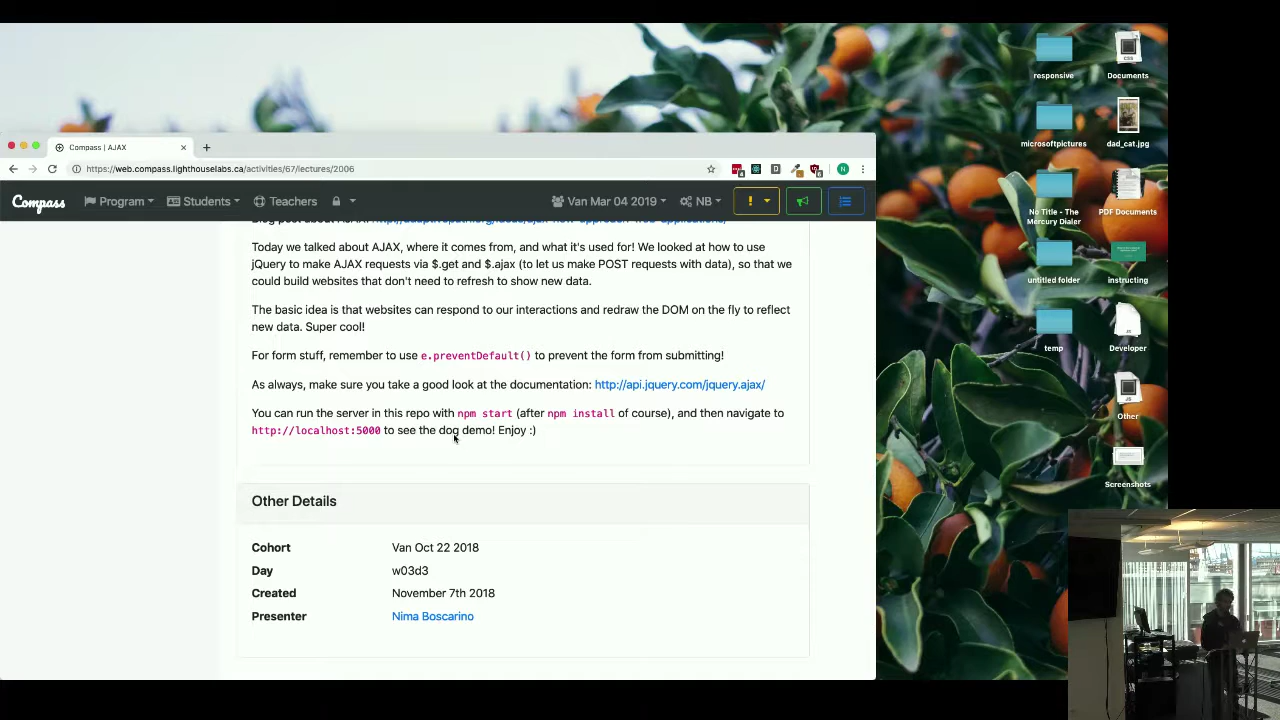 Compass | AJAX
https://web.compass.lighthouselabs.ca/activities/67/lectures/2006
Compass Program Students Teachers Van Mar 04 2019 NB
Today we talked about AJAX, where it comes from, and what it's used for! We looked at how to use
jQuery to make AJAX requests via $.get and $.ajax (to let us make POST requests with data), so that we
could build websites that don't need to refresh to show new data.
The basic idea is that websites can respond to our interactions and redraw the DOM on the fly to reflect
new data. Super cool!
For form stuff, remember to use e.preventDefault() to prevent the form from submitting!
As always, make sure you take a good look at the documentation: http://api.jquery.com/jquery.ajax/
You can run the server in this repo with npm start (after npm install of course), and then navigate to
http://localhost:5000 to see the dog demo! Enjoy :)
Other Details
Cohort Van Oct 22 2018
Day w03d3
Created November 7th 2018
Presenter Nima Boscarino
responsive
Documents
microsoftpictures
dad_cat.jpg
No Title - The
Mercury Dialer
PDF Documents
untitled folder
instructing
temp
Developer
Other
Screenshots